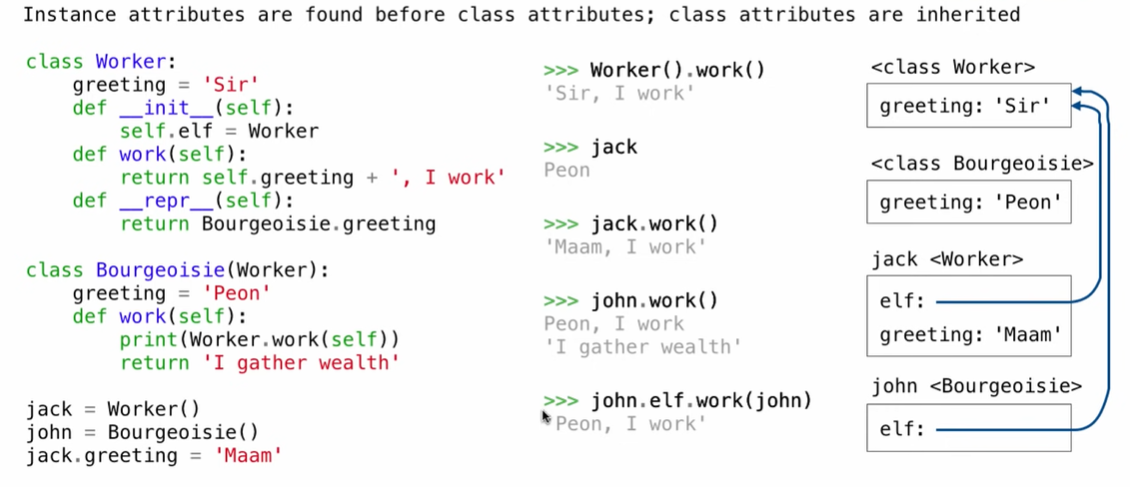 Instance attributes are found before class attributes; class attributes are inherited
class Worker:
    greeting = 'Sir'
    def __init__(self):
        self.elf = Worker
    def work(self):
        return self.greeting + ', I work'
    def __repr__(self):
        return Bourgeoisie.greeting
class Bourgeoisie(Worker):
    greeting = 'Peon'
    def work(self):
        print(Worker.work(self))
        return 'I gather wealth'
jack = Worker()
john = Bourgeoisie()
jack.greeting = 'Maam'
>>> Worker().work()
'Sir, I work'
>>> jack
Peon
>>> jack.work()
'Maam, I work'
>>> john.work()
Peon, I work
'I gather wealth'
>>> john.elf.work(john)
'Peon, I work'
<class Worker>
greeting: 'Sir'
<class Bourgeoisie>
greeting: 'Peon'
jack <Worker>
elf:
greeting: 'Maam'
john <Bourgeoisie>
elf: